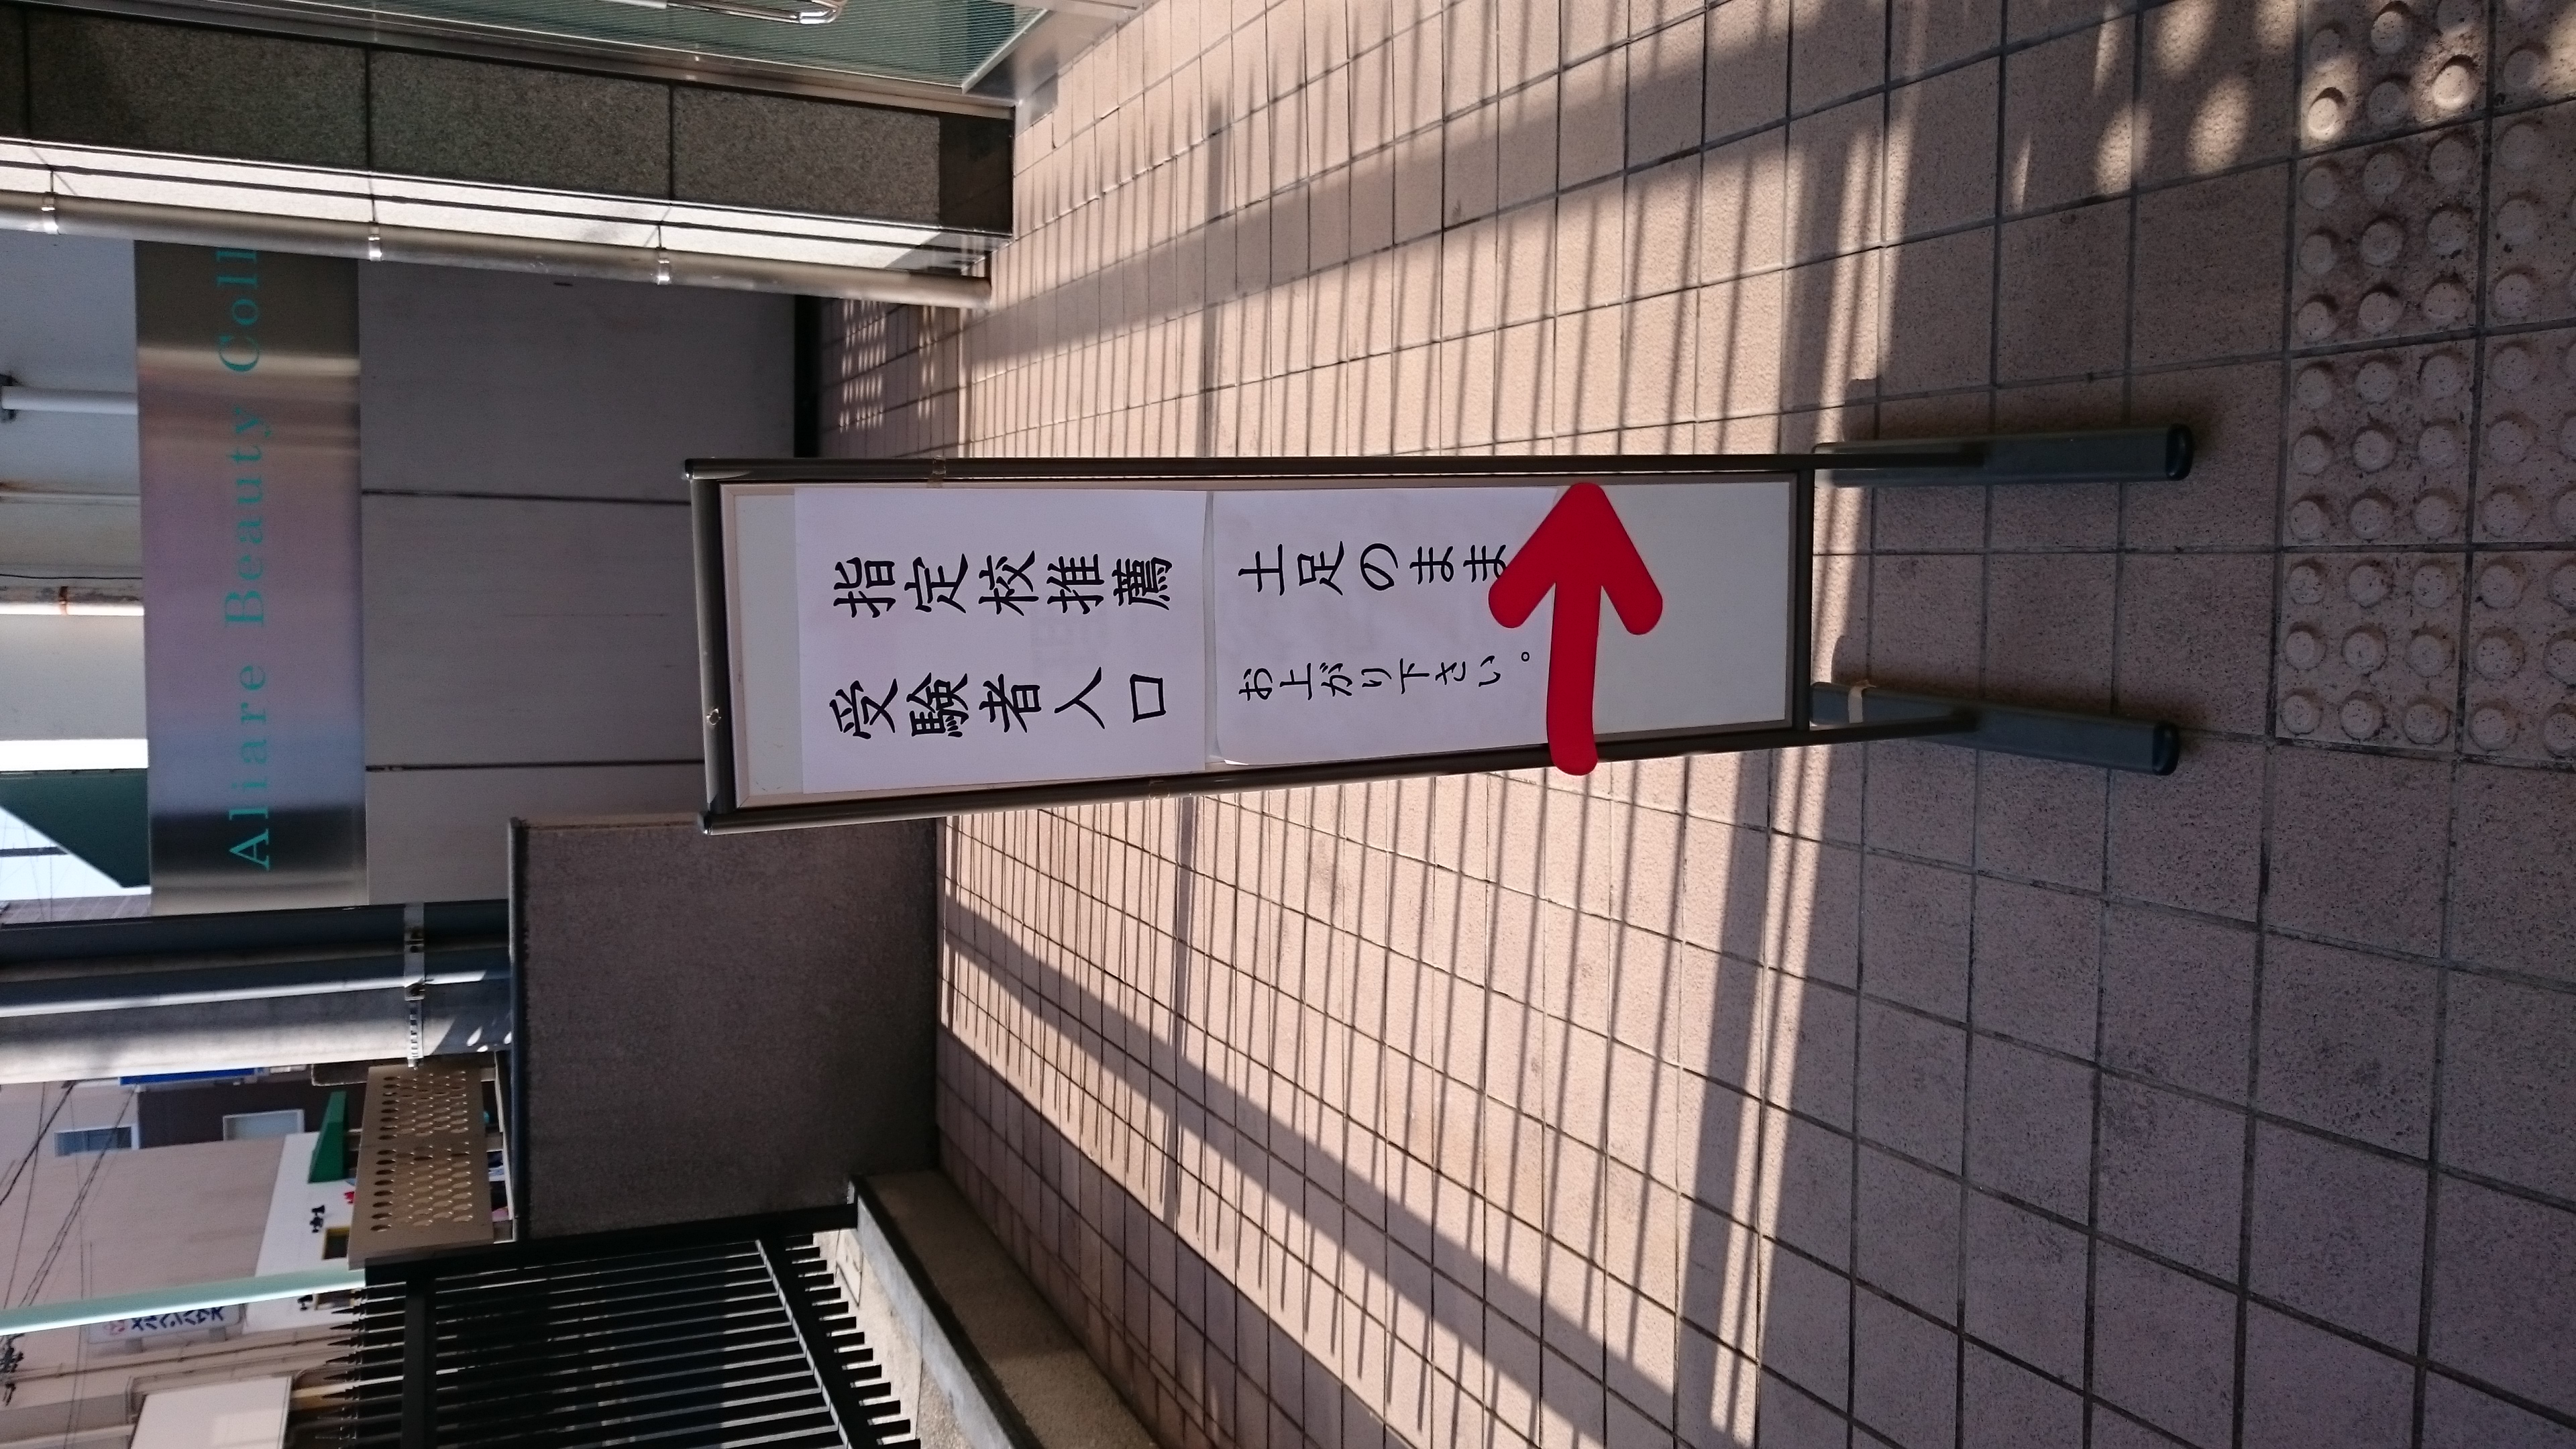 Aliare Beauty Coll
指定校推薦
受験者入口
土足のまま
お上がり下さい。